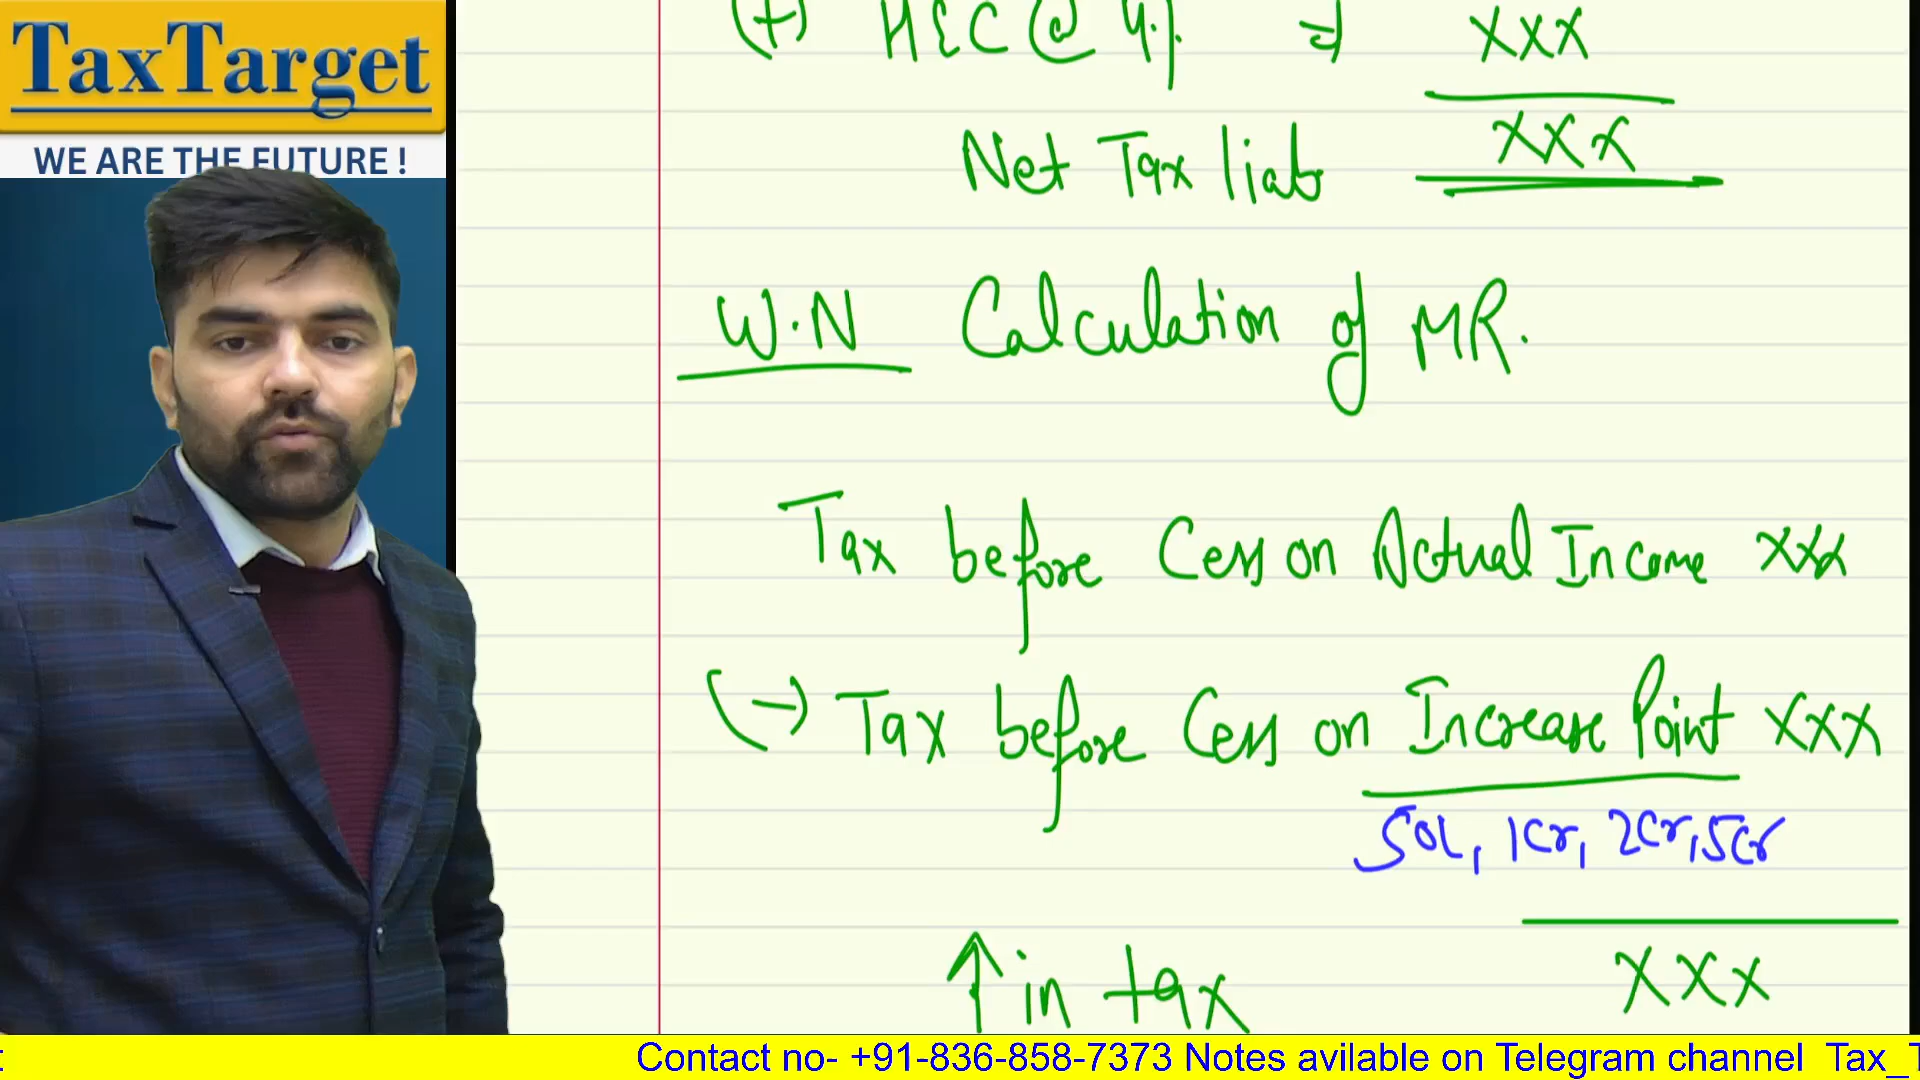 TaxTarget
WE ARE THE FUTURE !
(+) H&C @ 4% ⇒ XXX
Net Tax liab XXX
W.N Calculation of MR.
Tax before Cess on Actual Income XXX
(-) Tax before Cess on Increase Point XXX
50L, 1Cr, 2Cr, 5Cr
↑ in tax XXX
Contact no- +91-836-858-7373 Notes avilable on Telegram channel Tax_